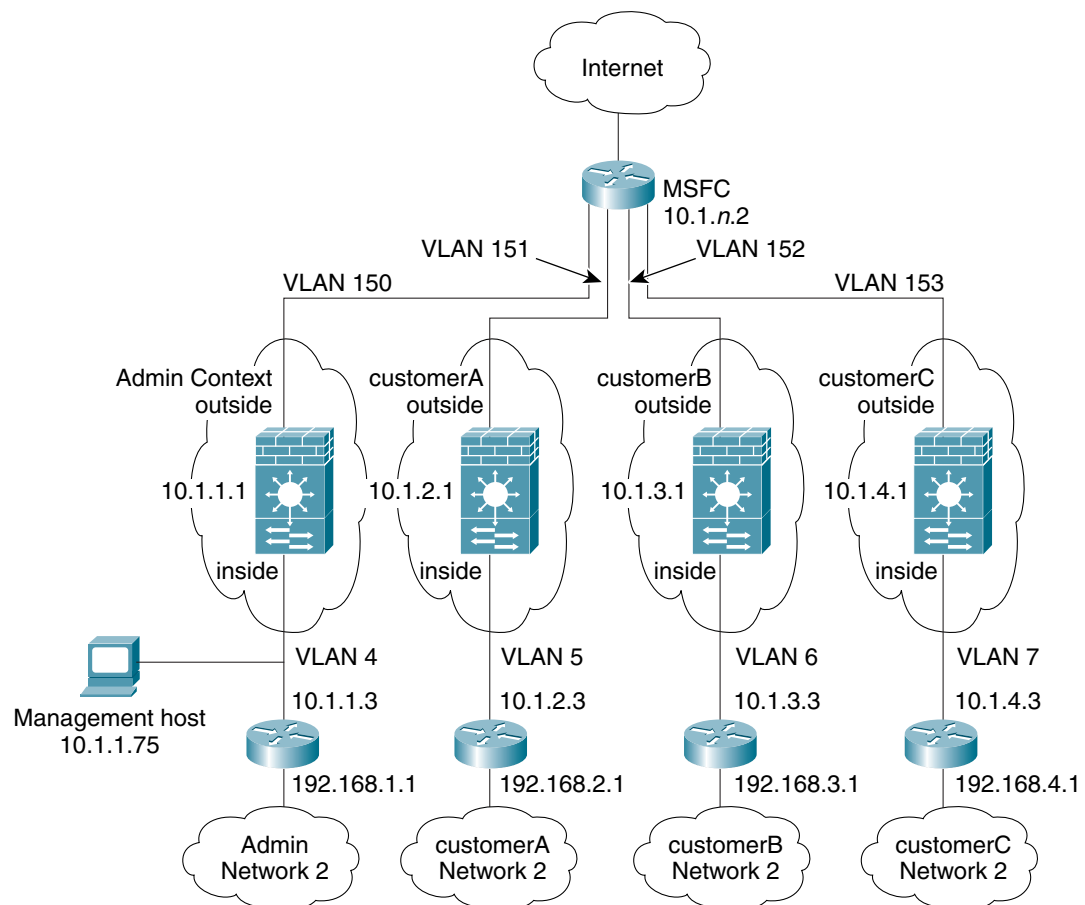 Internet
MSFC
10.1.n.2
VLAN 151
VLAN 152
VLAN 150
VLAN 153
Admin Context
outside
customerA
outside
customerB
outside
customerC
outside
10.1.1.1
10.1.2.1
10.1.3.1
10.1.4.1
inside
inside
inside
inside
VLAN 4
VLAN 5
VLAN 6
VLAN 7
10.1.1.3
10.1.2.3
10.1.3.3
10.1.4.3
Management host
10.1.1.75
192.168.1.1
192.168.2.1
192.168.3.1
192.168.4.1
Admin
Network 2
customerA
Network 2
customerB
Network 2
customerC
Network 2